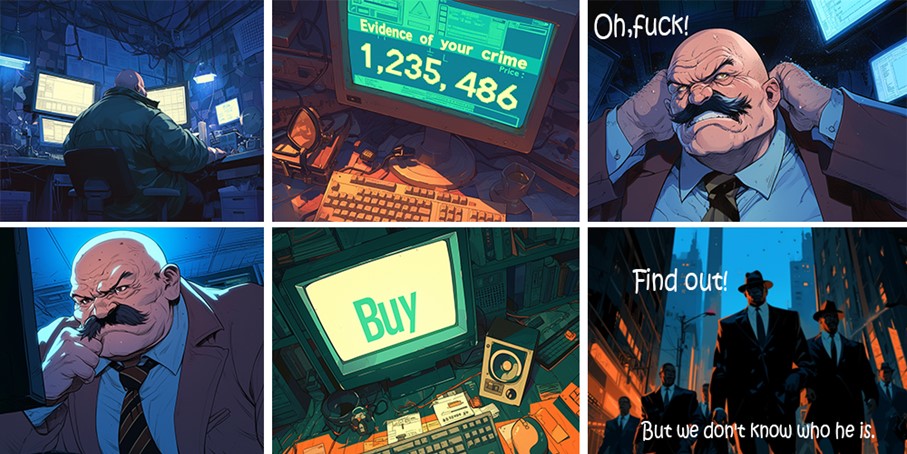 Evidence of your crime
Price:
1,235,486
Oh,fuck!
Buy
Find out!
But we don't know who he is.